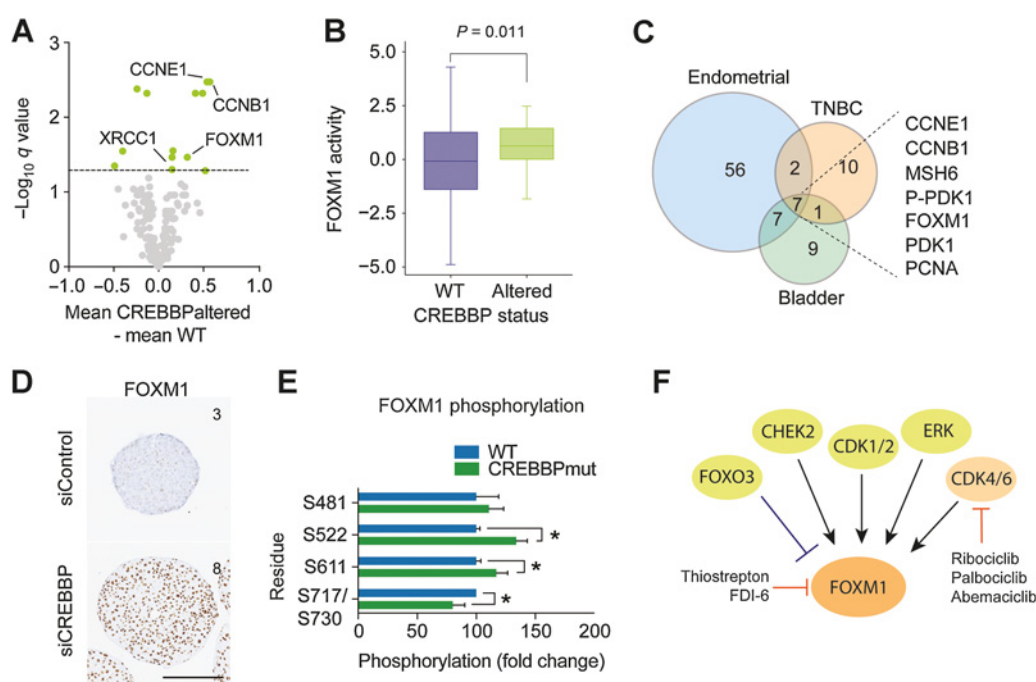 A
−Log10 q value
3
2
1
0
CCNE1
CCNB1
XRCC1
FOXM1
−1.0
−0.5
0.0
0.5
1.0
Mean CREBBPaltered
- mean WT
B
P = 0.011
FOXM1 activity
5.0
2.5
0.0
−2.5
−5.0
WT
Altered
CREBBP status
C
Endometrial
TNBC
Bladder
56
2
10
7
7
1
9
CCNE1
CCNB1
MSH6
P-PDK1
FOXM1
PDK1
PCNA
D
FOXM1
siControl
3
siCREBBP
8
E
FOXM1 phosphorylation
WT
CREBBPmut
Residue
S481
S522
*
S611
*
S717/
S730
*
0
50
100
150
200
Phosphorylation (fold change)
F
FOXO3
CHEK2
CDK1/2
ERK
CDK4/6
Thiostrepton
FDI-6
FOXM1
Ribociclib
Palbociclib
Abemaciclib